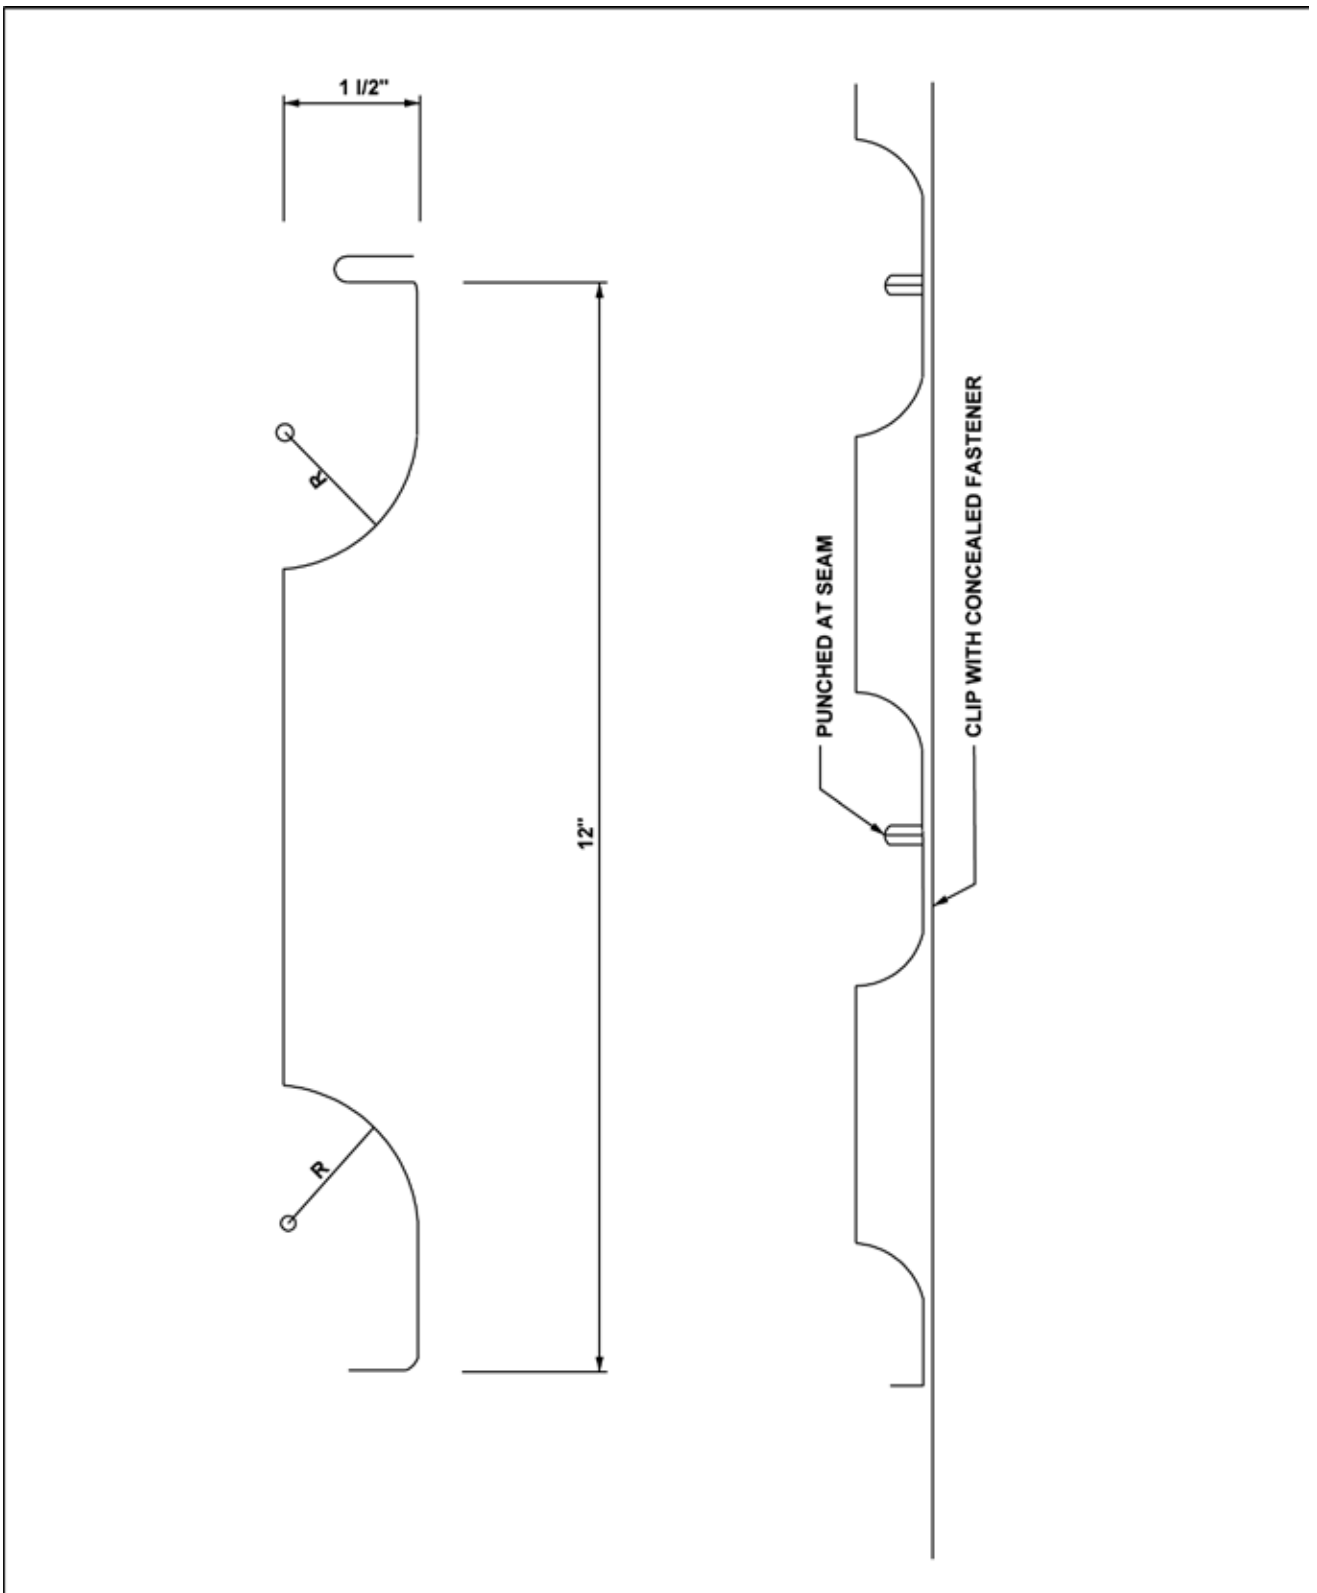 1 1/2"
R
12"
R
PUNCHED AT SEAM
CLIP WITH CONCEALED FASTENER